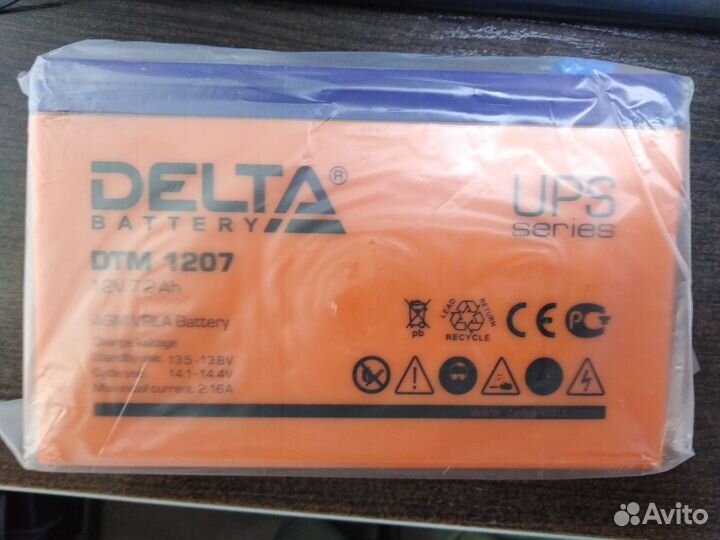 DELTA®
BATTERY
UPS
series
DTM 1207
12V 7.2Ah
AGM VRLA Battery
Charge Voltage
Standby use: 13.5-13.8V
Cycle use: 14.1-14.4V
Max initial current: 2.16A
Pb
LEAD
RETURN
RECYCLE
CE
РСТ
www.delta-batt.com
Avito